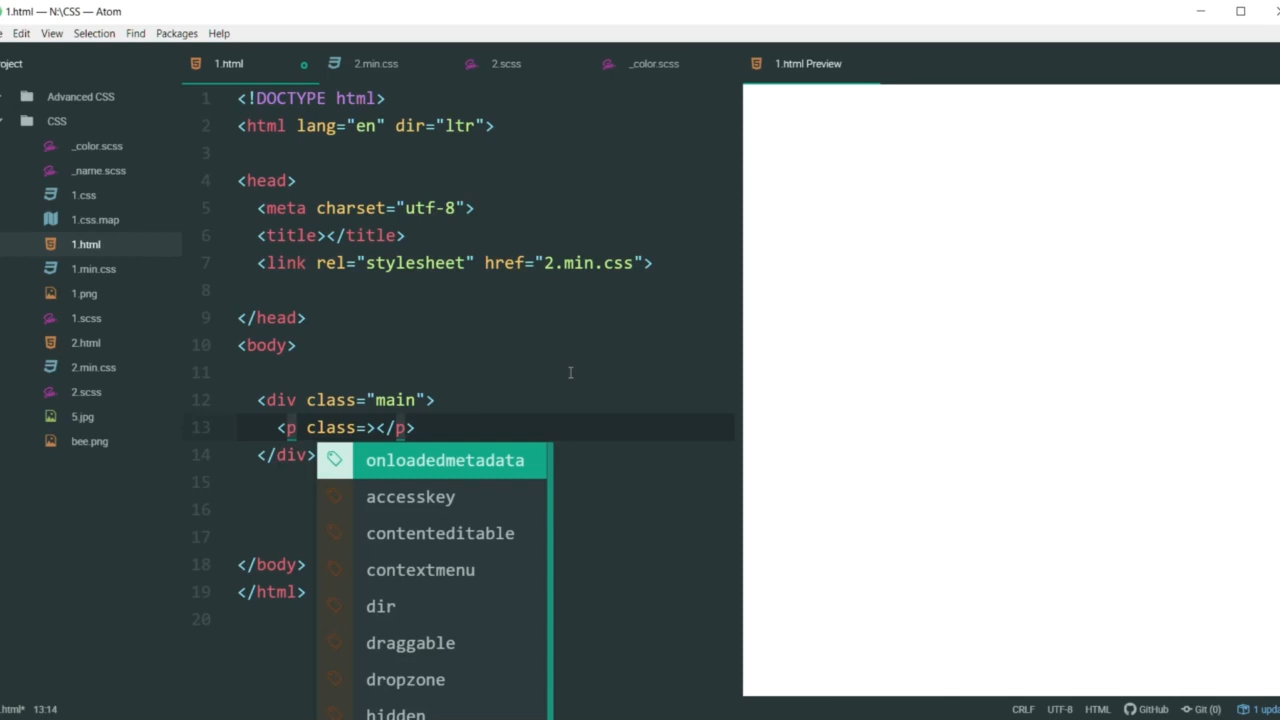 1.html — N:\CSS — Atom
Edit View Selection Find Packages Help
oject
1.html
2.min.css
2.scss
_color.scss
1.html Preview
Advanced CSS
CSS
_color.scss
_name.scss
1.css
1.css.map
1.html
1.min.css
1.png
1.scss
2.html
2.min.css
2.scss
5.jpg
bee.png
1 <!DOCTYPE html>
2 <html lang="en" dir="ltr">
3
4 <head>
5 <meta charset="utf-8">
6 <title></title>
7 <link rel="stylesheet" href="2.min.css">
8
9 </head>
10 <body>
11
12 <div class="main">
13 <p class=></p>
14 </div>
15
16
17
18 </body>
19 </html>
20
onloadedmetadata
accesskey
contenteditable
contextmenu
dir
draggable
dropzone
hidden
.html* 13:14
CRLF UTF-8 HTML GitHub Git (0) 1 upda